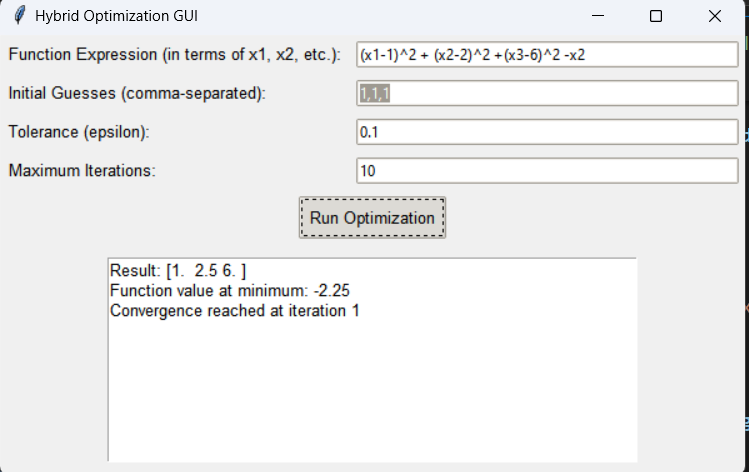 Hybrid Optimization GUI
Function Expression (in terms of x1, x2, etc.): (x1-1)^2 + (x2-2)^2 +(x3-6)^2 -x2
Initial Guesses (comma-separated): 1,1,1
Tolerance (epsilon): 0.1
Maximum Iterations: 10
Run Optimization
Result: [1.  2.5 6. ]
Function value at minimum: -2.25
Convergence reached at iteration 1